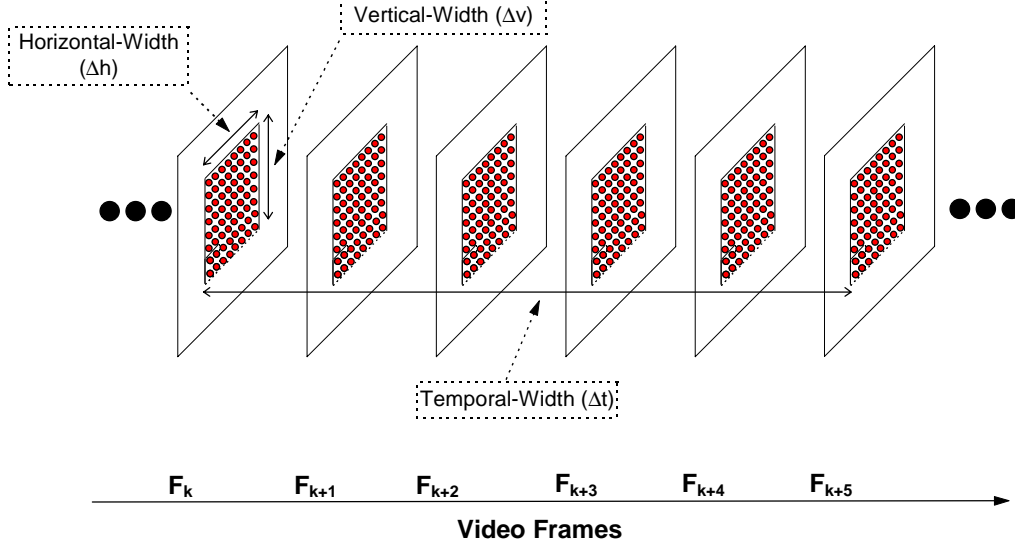 Vertical-Width (Δv)
Horizontal-Width
(Δh)
Temporal-Width (Δt)
Fk Fk+1 Fk+2 Fk+3 Fk+4 Fk+5
Video Frames